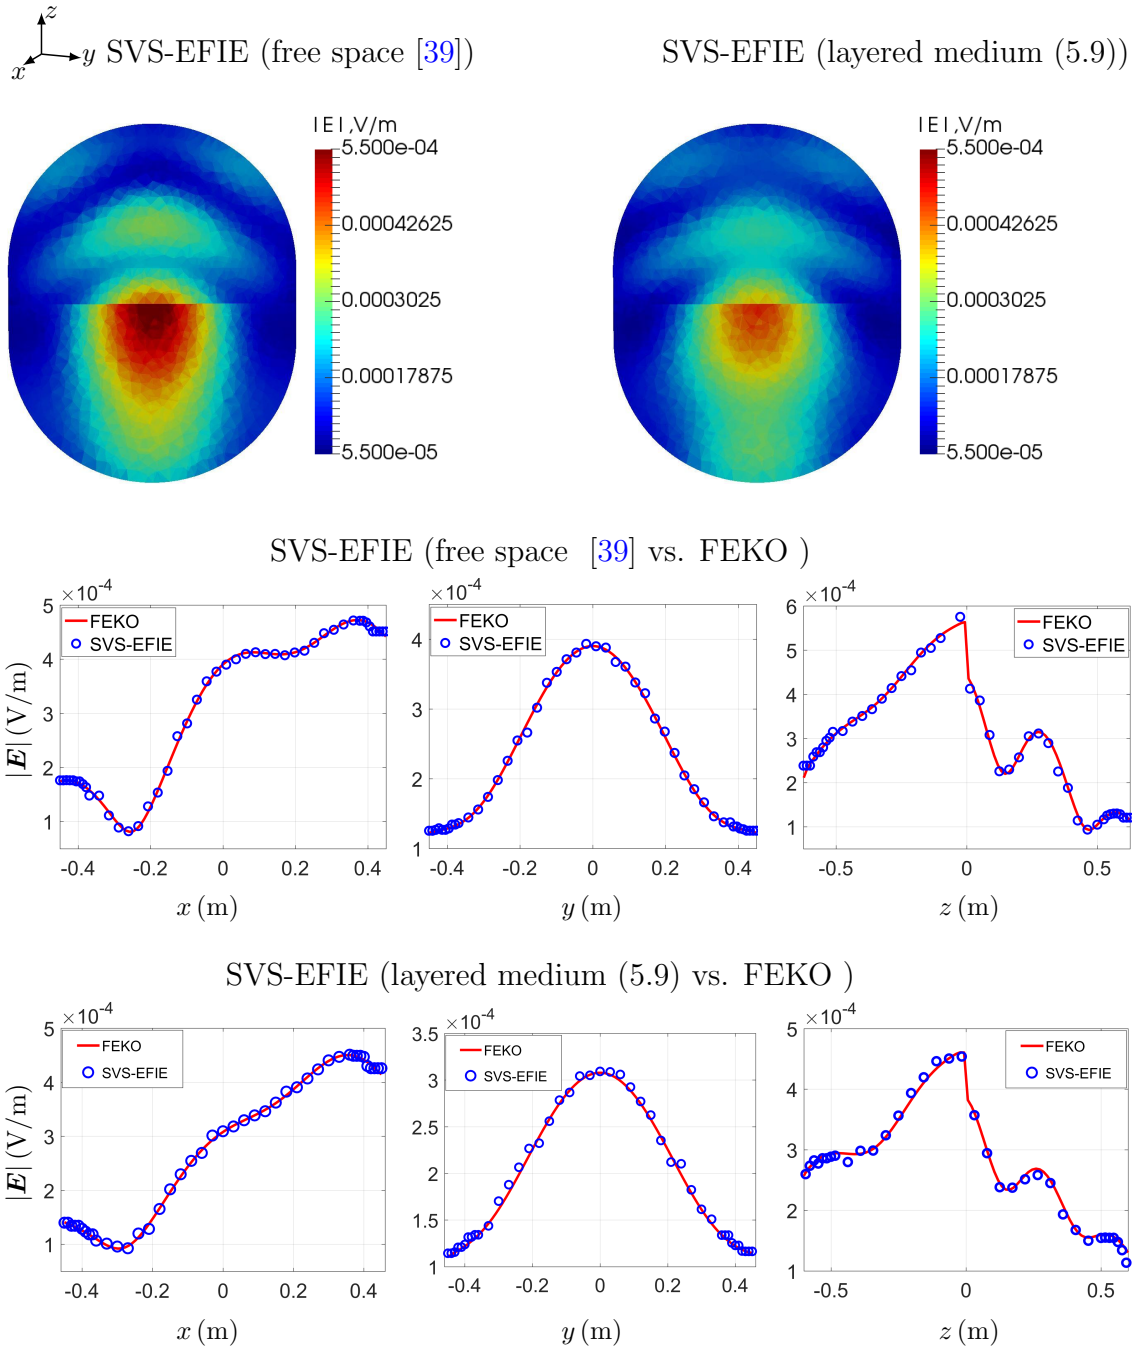 z
y
x
SVS-EFIE (free space [39])
SVS-EFIE (layered medium (5.9))
|E|,V/m
5.500e-04
0.00042625
0.0003025
0.00017875
5.500e-05
|E|,V/m
5.500e-04
0.00042625
0.0003025
0.00017875
5.500e-05
SVS-EFIE (free space [39] vs. FEKO )
×10-4
5
4
3
2
1
|E| (V/m)
FEKO
SVS-EFIE
-0.4 -0.2 0 0.2 0.4
x (m)
×10-4
4
3
2
1
FEKO
SVS-EFIE
-0.4 -0.2 0 0.2 0.4
y (m)
×10-4
6
5
4
3
2
1
FEKO
SVS-EFIE
-0.5 0 0.5
z (m)
SVS-EFIE (layered medium (5.9) vs. FEKO )
×10-4
5
4
3
2
1
|E| (V/m)
FEKO
SVS-EFIE
-0.4 -0.2 0 0.2 0.4
x (m)
×10-4
3.5
3
2.5
2
1.5
1
FEKO
SVS-EFIE
-0.4 -0.2 0 0.2 0.4
y (m)
×10-4
5
4
3
2
1
FEKO
SVS-EFIE
-0.5 0 0.5
z (m)